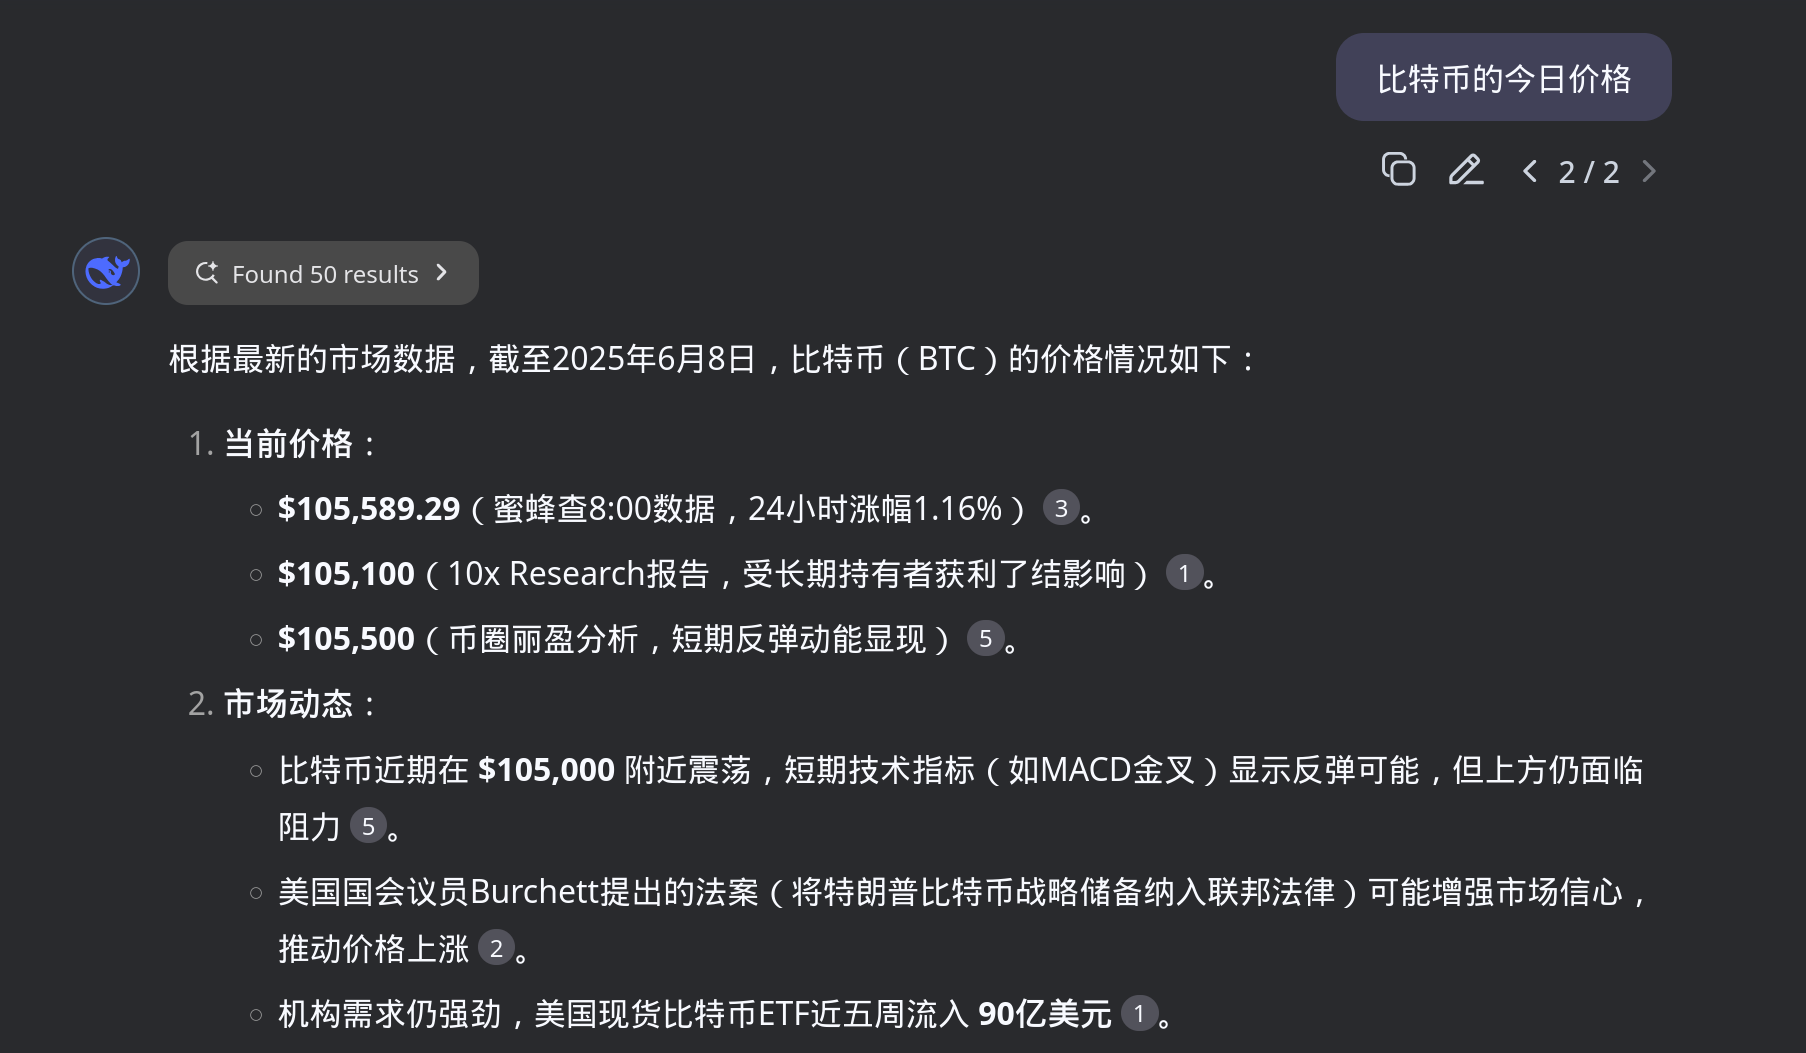 比特币的今日价格
2 / 2
Found 50 results
根据最新的市场数据，截至2025年6月8日，比特币（BTC）的价格情况如下：
1. 当前价格：
$105,589.29（蜜蜂查8:00数据，24小时涨幅1.16%） 3。
$105,100（10x Research报告，受长期持有者获利了结影响） 1。
$105,500（币圈丽盈分析，短期反弹动能显现） 5。
2. 市场动态：
比特币近期在 $105,000 附近震荡，短期技术指标（如MACD金叉）显示反弹可能，但上方仍面临
阻力 5。
美国国会议员Burchett提出的法案（将特朗普比特币战略储备纳入联邦法律）可能增强市场信心，
推动价格上涨 2。
机构需求仍强劲，美国现货比特币ETF近五周流入 90亿美元 1。